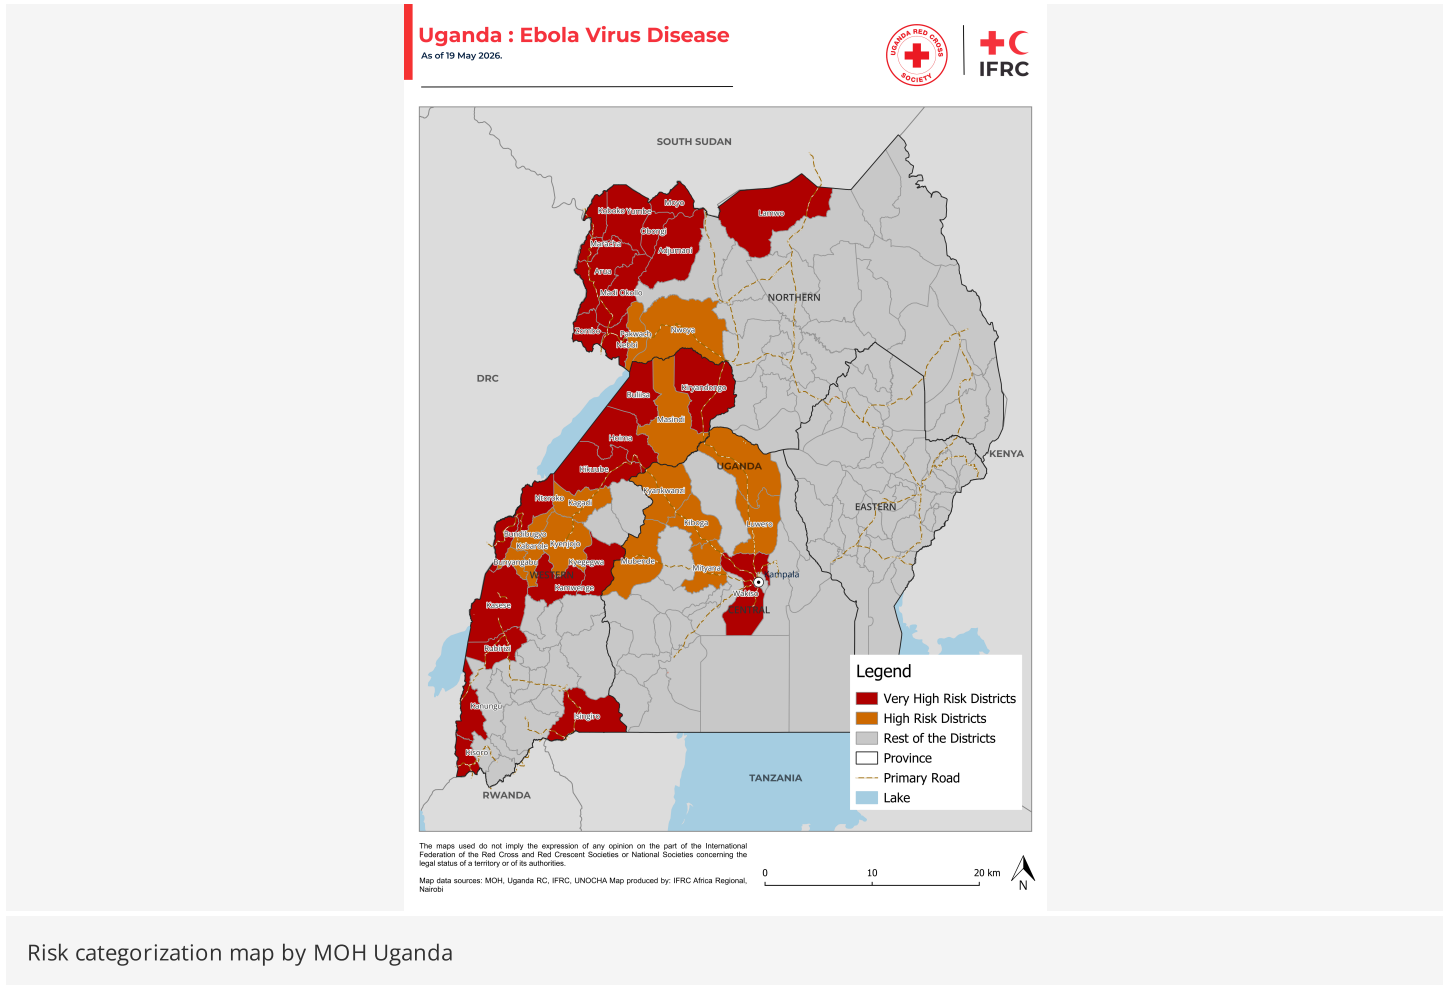 Uganda : Ebola Virus Disease
As of 19 May 2026.
UGANDA RED CROSS
SOCIETY
IFRC
SOUTH SUDAN
Moyo
Koboko Yumbe
Lamwo
Obongi
Maracha
Adjumani
Arua
Madi Okollo
NORTHERN
Zombo
Pakwach
Nwoya
Nebbi
DRC
Kiryandongo
Buliisa
Masindi
Hoima
KENYA
UGANDA
Kikuube
Kyankwanzi
Ntoroko
Kagadi
EASTERN
Kiboga
Luwero
Bundibugyo
Kabarole
Kyenjojo
Bunyangabu
Kyegegwa
Mubende
Mityana
WESTERN
Kampala
Kamwenge
Wakiso
CENTRAL
Kasese
Rubirizi
Kanungu
Isingiro
Kisoro
TANZANIA
RWANDA
Legend
Very High Risk Districts
High Risk Districts
Rest of the Districts
Province
Primary Road
Lake
The maps used do not imply the expression of any opinion on the part of the International
Federation of the Red Cross and Red Crescent Societies or National Societies concerning the
legal status of a territory or of its authorities.
Map data sources: MOH, Uganda RC, IFRC, UNOCHA Map produced by: IFRC Africa Regional,
Nairobi
0 10 20 km
N
Risk categorization map by MOH Uganda